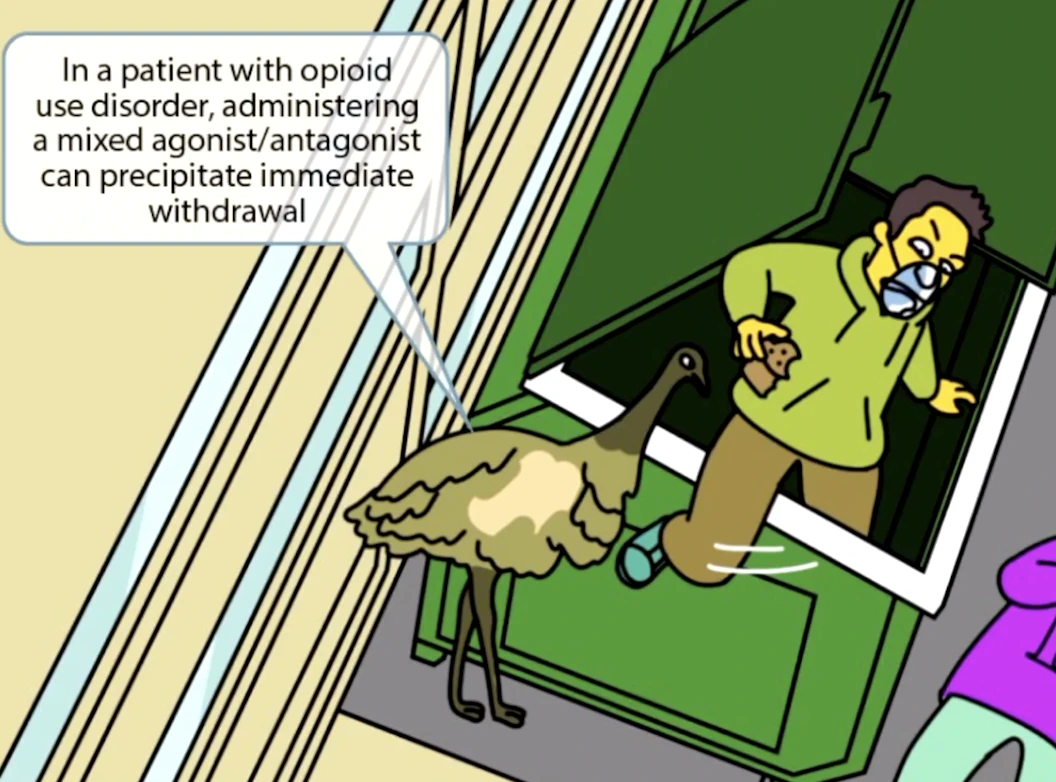 In a patient with opioid
use disorder, administering
a mixed agonist/antagonist
can precipitate immediate
withdrawal